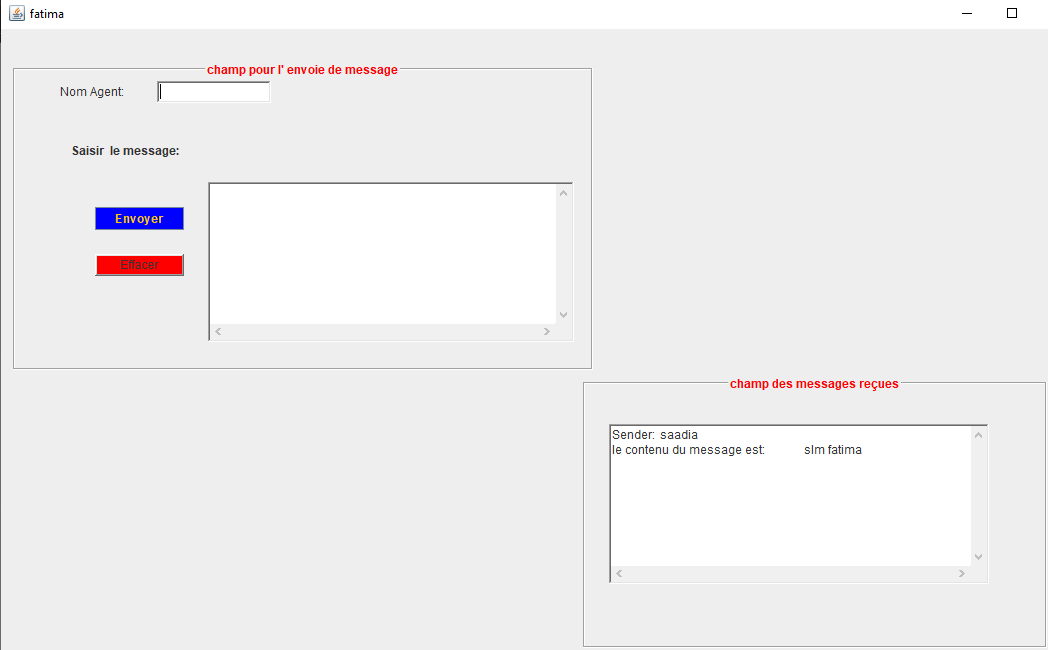 fatima
champ pour l' envoie de message
Nom Agent:
Saisir  le message:
Envoyer
Effacer
champ des messages reçues
Sender:  saadia
le contenu du message est:            slm fatima